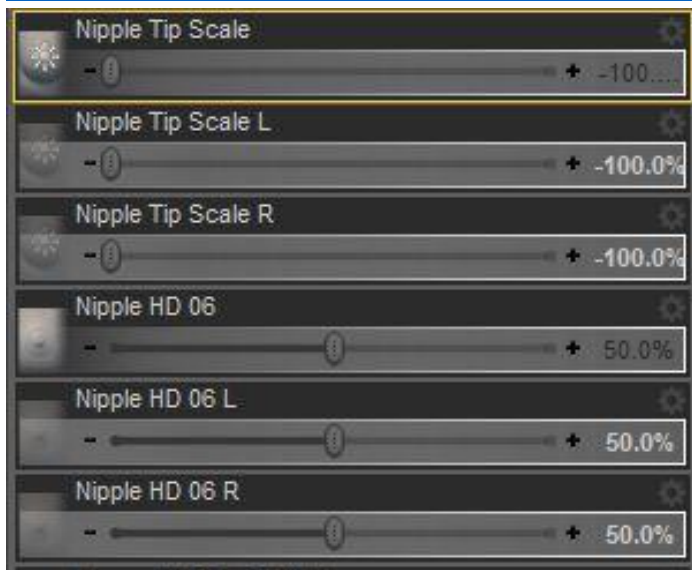 Nipple Tip Scale
- + -100....
Nipple Tip Scale L
- + -100.0%
Nipple Tip Scale R
- + -100.0%
Nipple HD 06
- + 50.0%
Nipple HD 06 L
- + 50.0%
Nipple HD 06 R
- + 50.0%